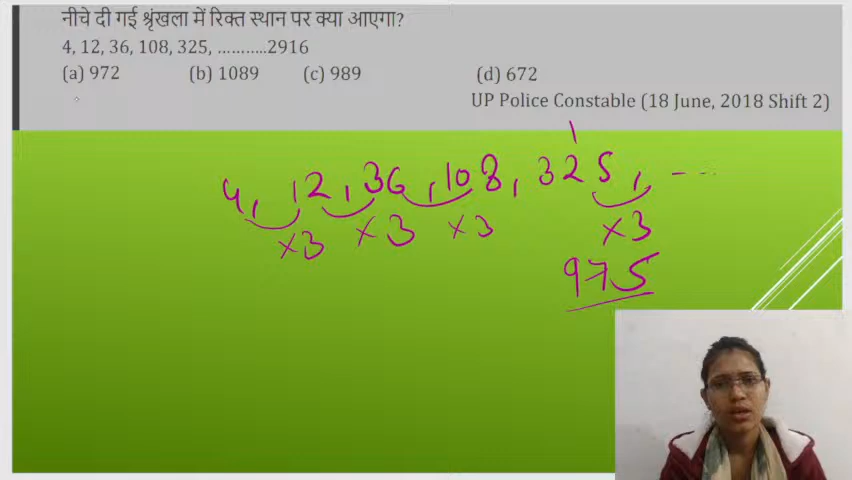 नीचे दी गई श्रृंखला में रिक्त स्थान पर क्या आएगा?
4, 12, 36, 108, 325, ………..2916
(a) 972 (b) 1089 (c) 989 (d) 672
UP Police Constable (18 June, 2018 Shift 2)
1
4, 12, 36, 108, 325, - - -
×3 ×3 ×3 ×3
975